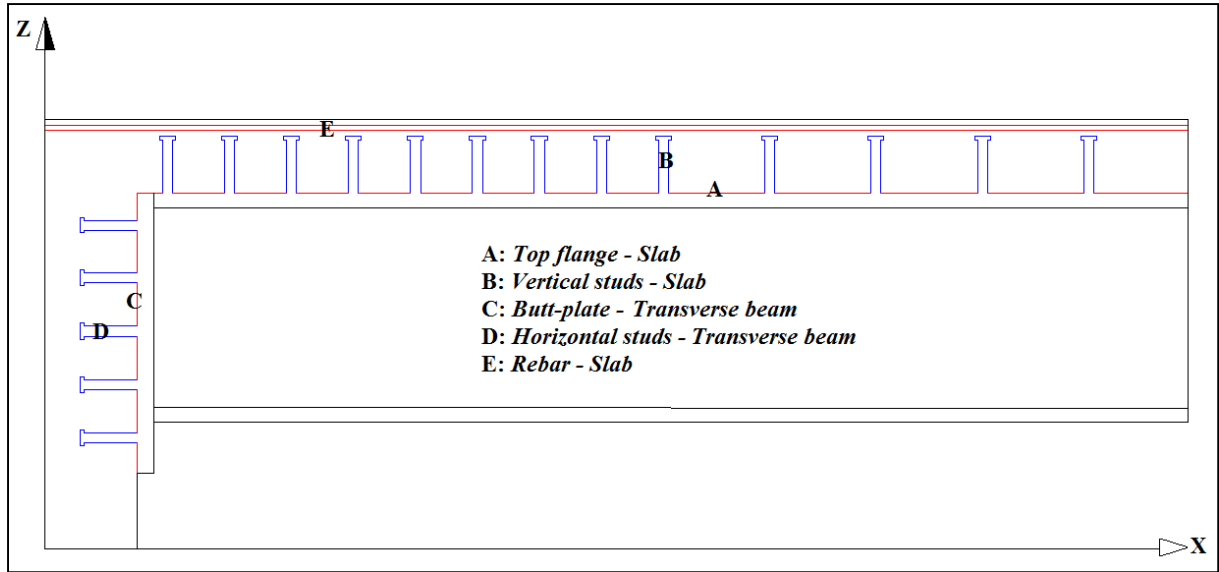 Z
E
B
A
A: Top flange - Slab
B: Vertical studs - Slab
C: Butt-plate - Transverse beam
D: Horizontal studs - Transverse beam
E: Rebar - Slab
C
D
X